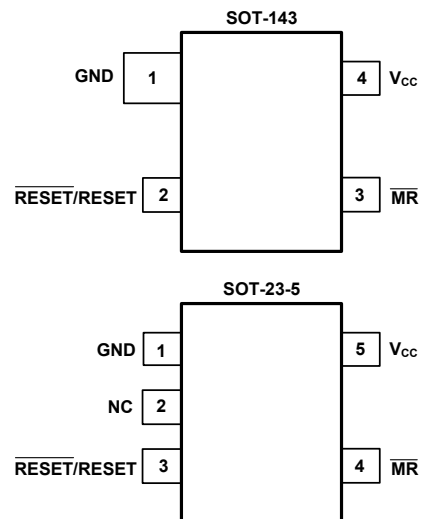 SOT-143
GND 1 4 VCC
RESET/RESET 2 3 MR
SOT-23-5
GND 1 5 VCC
NC 2
RESET/RESET 3 4 MR